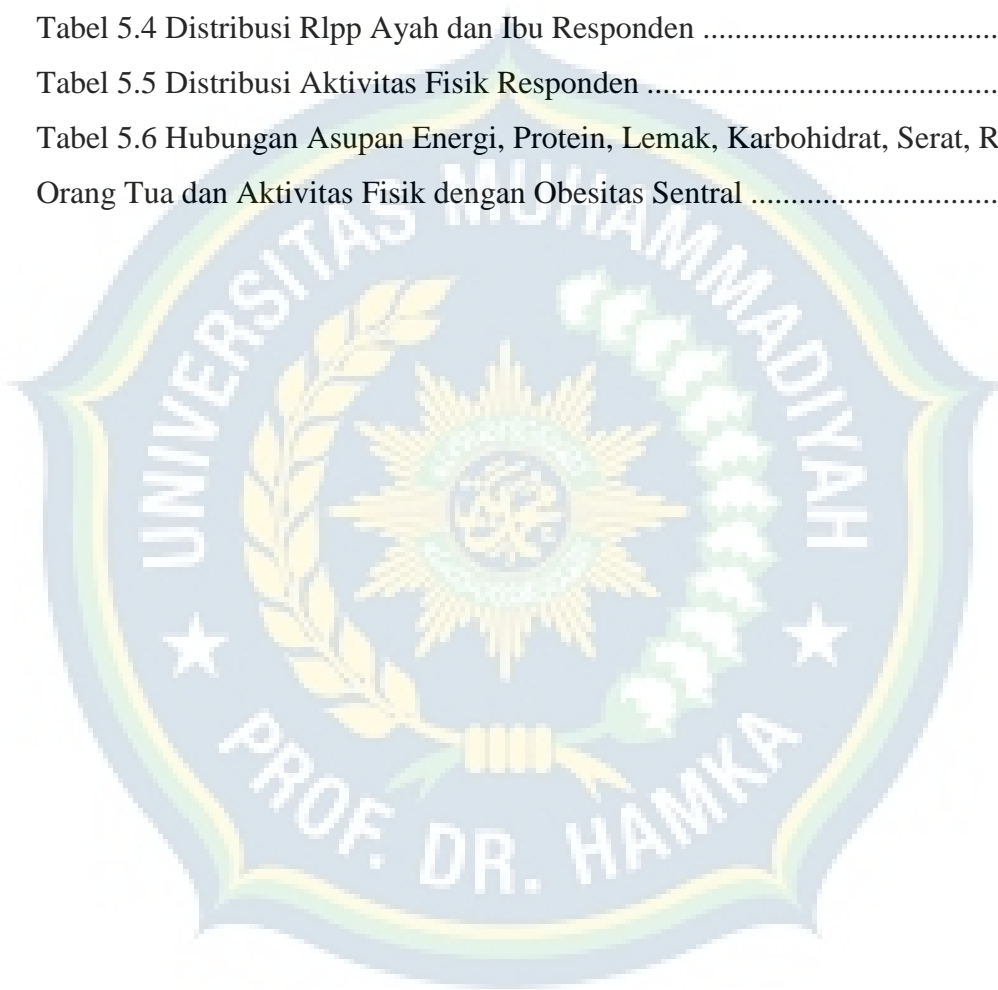 Tabel 5.4 Distribusi Rlpp Ayah dan Ibu Responden ....................................
Tabel 5.5 Distribusi Aktivitas Fisik Responden ...........................................
Tabel 5.6 Hubungan Asupan Energi, Protein, Lemak, Karbohidrat, Serat, R
Orang Tua dan Aktivitas Fisik dengan Obesitas Sentral ..............................
UNIVERSITAS MUHAMMADIYAH
PROF. DR. HAMKA